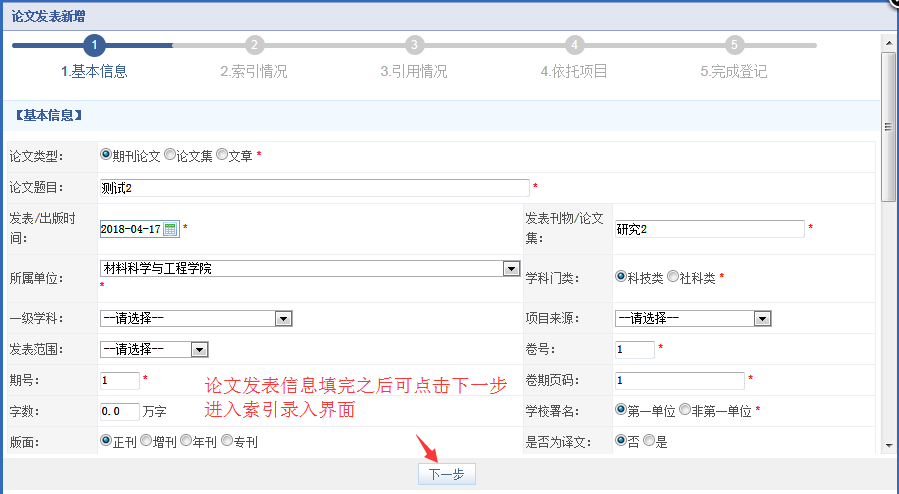 论文发表新增
1 2 3 4 5
1.基本信息 2.索引情况 3.引用情况 4.依托项目 5.完成登记
【基本信息】
论文类型: 期刊论文 论文集 文章 *
论文题目: 测试2 *
发表/出版时间: 2018-04-17 * 发表刊物/论文集: 研究2 *
所属单位: 材料科学与工程学院 * 学科门类: 科技类 社科类 *
一级学科: --请选择-- 项目来源: --请选择--
发表范围: --请选择-- 卷号: 1 *
期号: 1 * 卷期页码: 1 *
论文发表信息填完之后可点击下一步
进入索引录入界面
字数: 0.0 万字 学校署名: 第一单位 非第一单位 *
版面: 正刊 增刊 年刊 专刊 是否为译文: 否 是
下一步